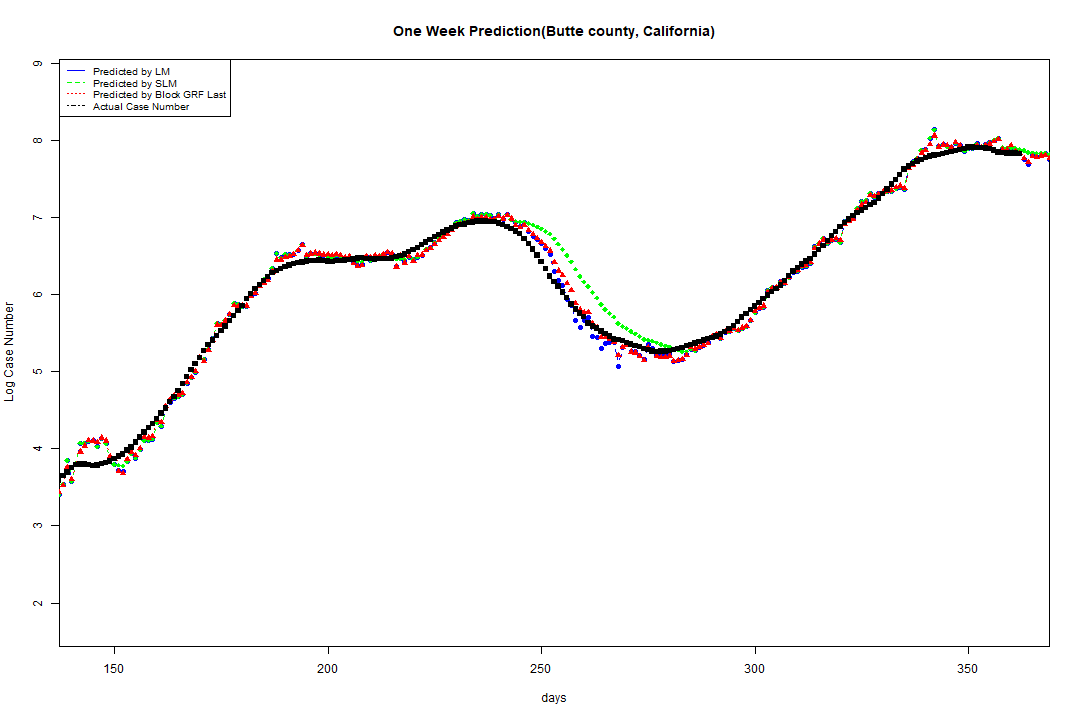 One Week Prediction(Butte county, California)
Predicted by LM
Predicted by SLM
Predicted by Block GRF Last
Actual Case Number
9
8
7
6
5
4
3
2
Log Case Number
150 200 250 300 350
days